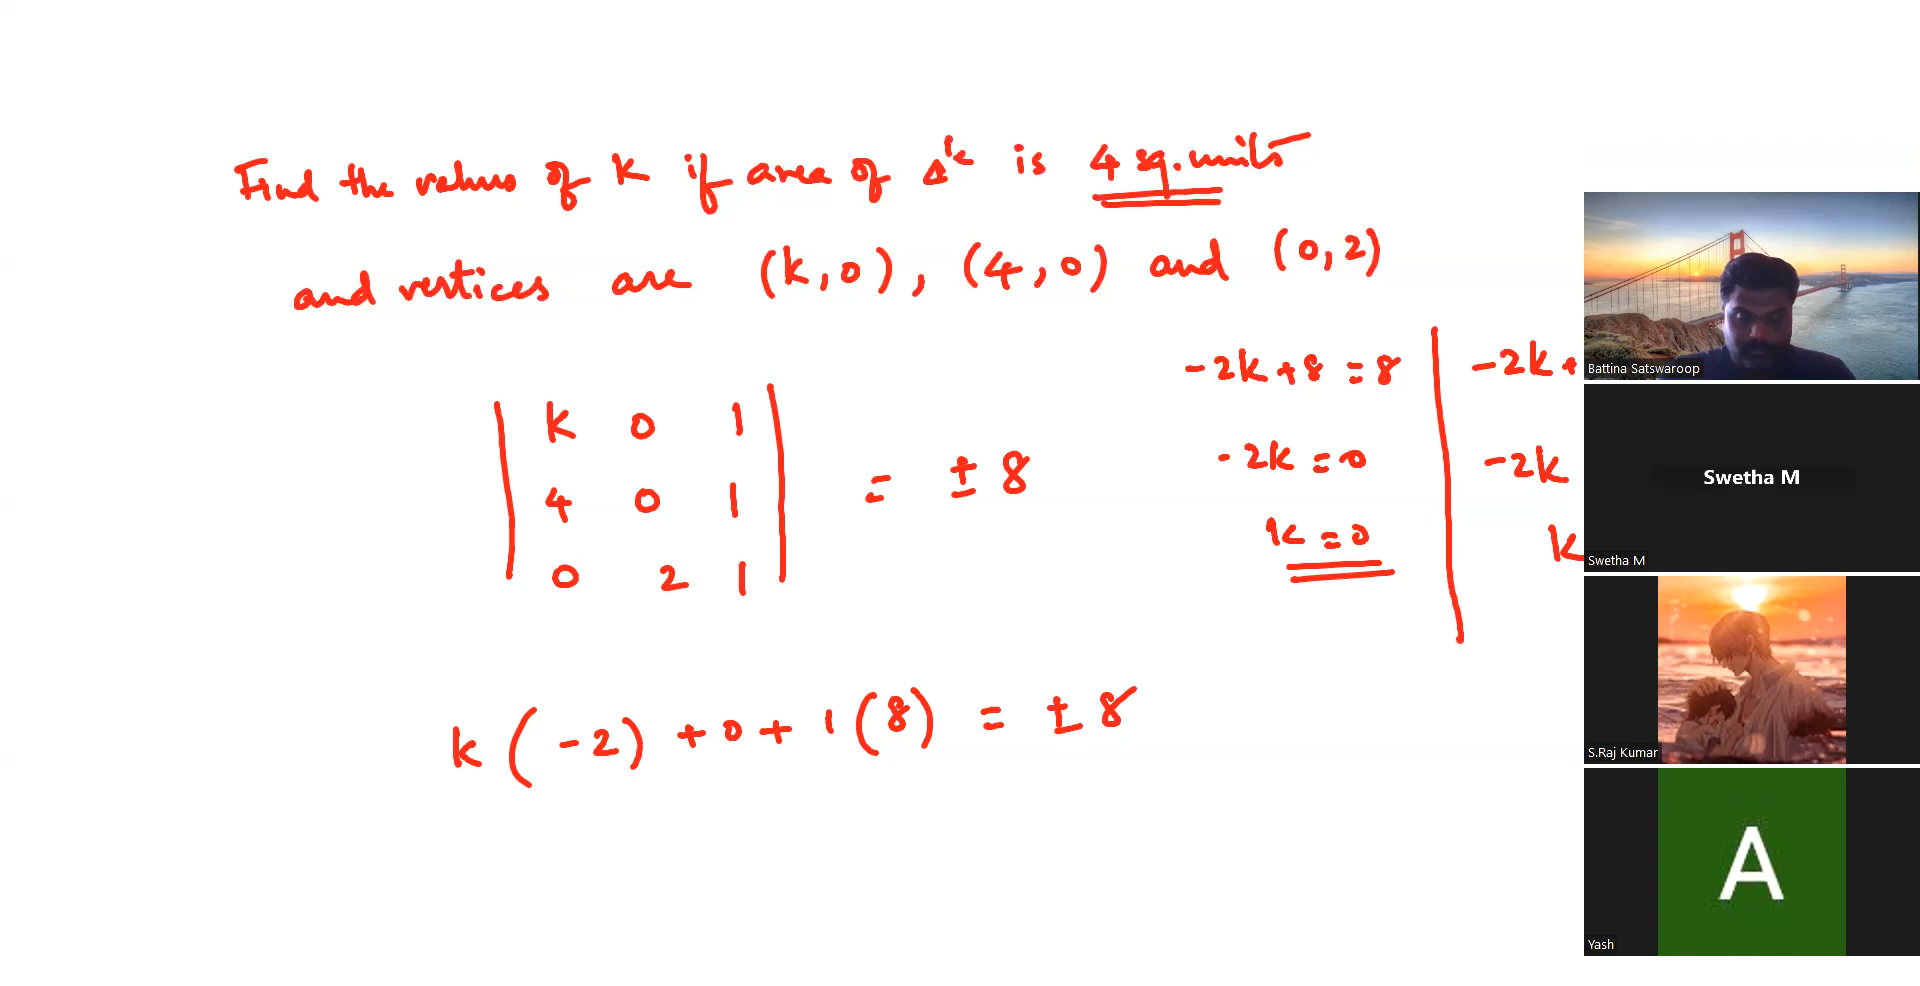 Find the values of k if area of Δle is 4 sq. units
and vertices are (k,0), (4,0) and (0,2)
-2k+8=8
-2k+
-2k=0
-2k
k=0
k
k 0 1
4 0 1
0 2 1
= ±8
k(-2)+0+1(8) = ±8
Battina Satswaroop
Swetha M
Swetha M
S.Raj Kumar
A
Yash